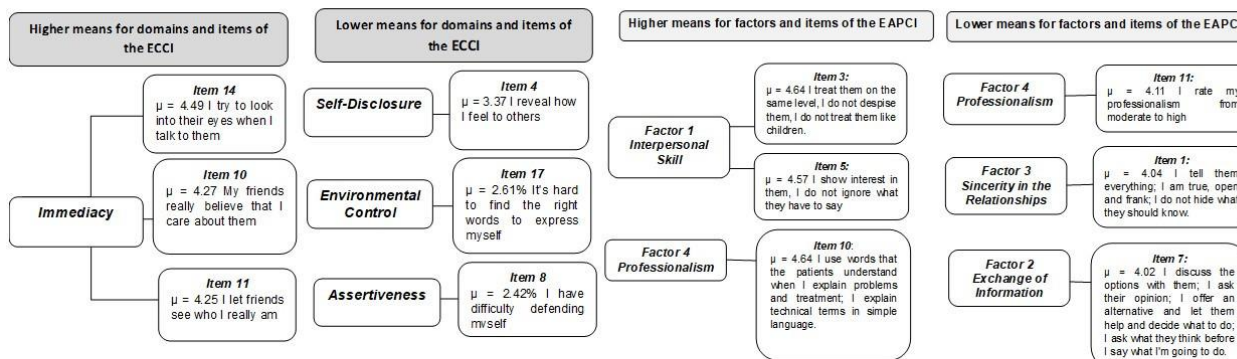 Higher means for domains and items of
the ECCI
Immediacy
Item 14
μ = 4.49 I try to look
into their eyes when I
talk to them
Item 10
μ = 4.27 My friends
really believe that I
care about them
Item 11
μ = 4.25 I let friends
see who I really am
Lower means for domains and items of
the ECCI
Self-Disclosure
Item 4
μ = 3.37 I reveal how
I feel to others
Environmental
Control
Item 17
μ = 2.61% It's hard
to find the right
words to express
myself
Assertiveness
Item 8
μ = 2.42% I have
difficulty defending
myself
Higher means for factors and items of the EAPCI
Factor 1
Interpersonal
Skill
Item 3:
μ = 4.64 I treat them on
the same level, I do not despise
them, I do not treat them like
children.
Item 5:
μ = 4.57 I show interest in
them, I do not ignore what
they have to say
Factor 4
Professionalism
Item 10:
μ = 4.64 I use words that
the patients understand
when I explain problems
and treatment; I explain
technical terms in simple
language.
Lower means for factors and items of the EAPC
Factor 4
Professionalism
Item 11:
μ = 4.11 I rate my
professionalism from
moderate to high
Factor 3
Sincerity in the
Relationships
Item 1:
μ = 4.04 I tell them
everything; I am true, open
and frank; I do not hide what
they should know.
Factor 2
Exchange of
Information
Item 7:
μ = 4.02 I discuss the
options with them; I ask
their opinion; I offer an
alternative and let them
help and decide what to do;
I ask what they think before
I say what I'm going to do.